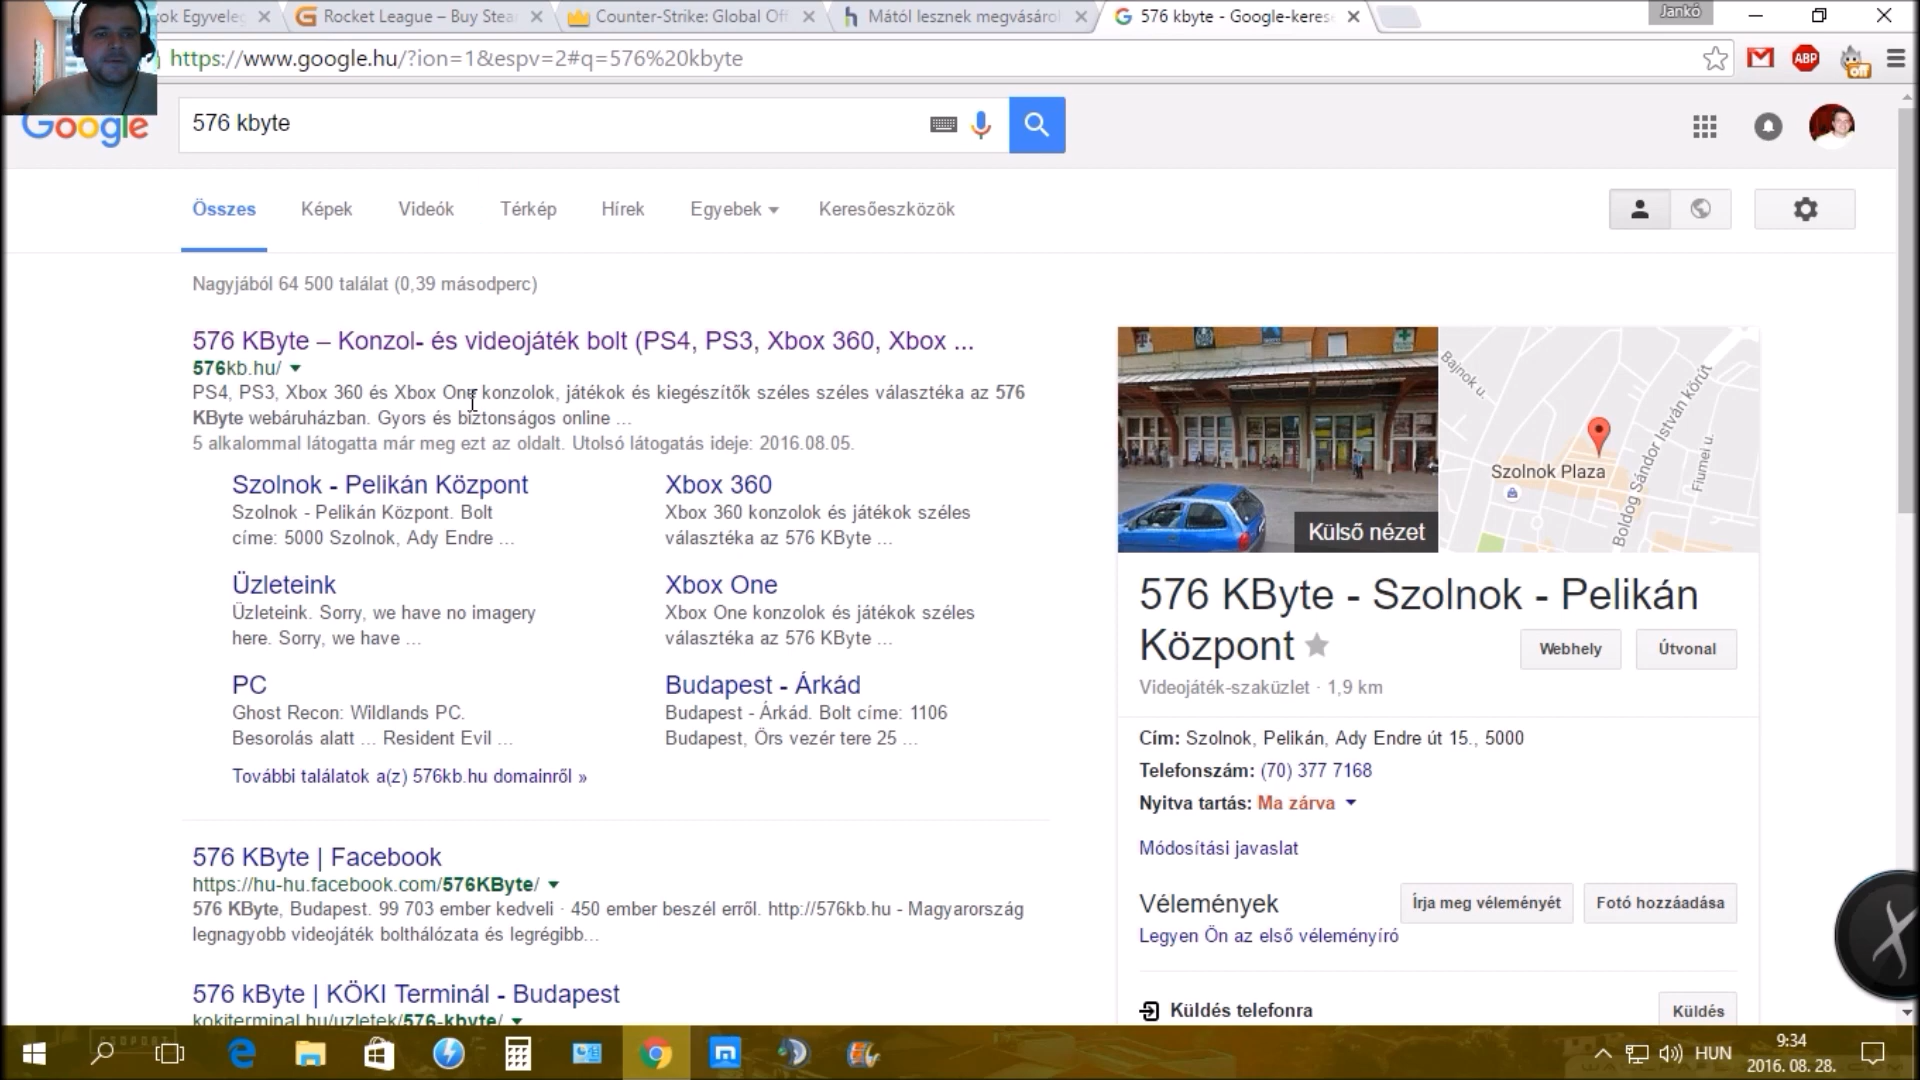 kok Egyveleg
Rocket League – Buy Stea
Counter-Strike: Global Off
Mától lesznek megvásárol
576 kbyte - Google-keres
Jankó
https://www.google.hu/?ion=1&espv=2#q=576%20kbyte
ABP
off
Google
576 kbyte
Összes
Képek
Videók
Térkép
Hírek
Egyebek
Keresőeszközök
Nagyjából 64 500 találat (0,39 másodperc)
576 KByte – Konzol- és videojáték bolt (PS4, PS3, Xbox 360, Xbox ...
576kb.hu/
PS4, PS3, Xbox 360 és Xbox One konzolok, játékok és kiegészítők széles széles választéka az 576
KByte webáruházban. Gyors és biztonságos online ...
5 alkalommal látogatta már meg ezt az oldalt. Utolsó látogatás ideje: 2016.08.05.
Szolnok - Pelikán Központ
Szolnok - Pelikán Központ. Bolt
címe: 5000 Szolnok, Ady Endre ...
Xbox 360
Xbox 360 konzolok és játékok széles
választéka az 576 KByte ...
Üzleteink
Üzleteink. Sorry, we have no imagery
here. Sorry, we have ...
Xbox One
Xbox One konzolok és játékok széles
választéka az 576 KByte ...
PC
Ghost Recon: Wildlands PC.
Besorolás alatt ... Resident Evil ...
Budapest - Árkád
Budapest - Árkád. Bolt címe: 1106
Budapest, Örs vezér tere 25 ...
További találatok a(z) 576kb.hu domainről »
576 KByte | Facebook
https://hu-hu.facebook.com/576KByte/
576 KByte, Budapest. 99 703 ember kedveli · 450 ember beszél erről. http://576kb.hu - Magyarország
legnagyobb videojáték bolthálózata és legrégibb...
576 kByte | KÖKI Terminál - Budapest
kokiterminal.hu/uzletek/576-kbyte/
Külső nézet
Bajnok u.
Szolnok Plaza
Boldog Sándor István körút
Fiumei u.
576 KByte - Szolnok - Pelikán
Központ
Webhely
Útvonal
Videojáték-szaküzlet · 1,9 km
Cím: Szolnok, Pelikán, Ady Endre út 15., 5000
Telefonszám: (70) 377 7168
Nyitva tartás: Ma zárva
Módosítási javaslat
Vélemények
Írja meg véleményét
Fotó hozzáadása
Legyen Ön az első véleményíró
Küldés telefonra
Küldés
HUN
9:34
2016. 08. 28.